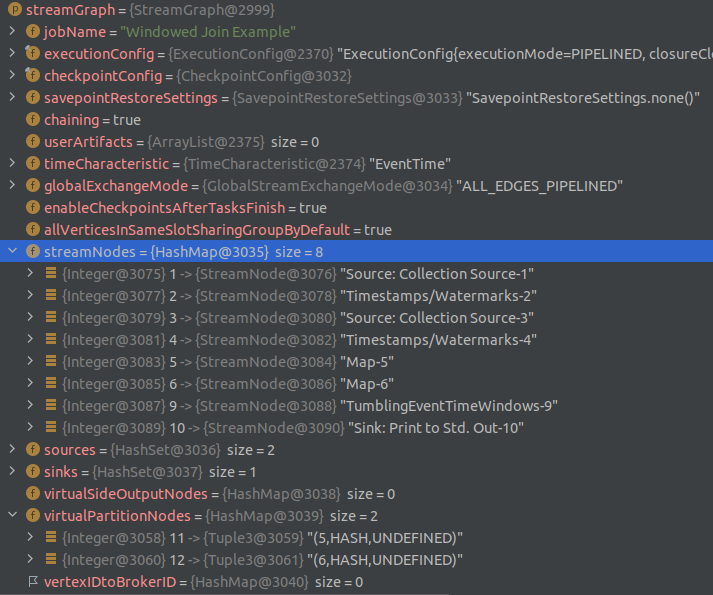 streamGraph = {StreamGraph@2999}
jobName = "Windowed Join Example"
executionConfig = {ExecutionConfig@2370} "ExecutionConfig{executionMode=PIPELINED, closureCle
checkpointConfig = {CheckpointConfig@3032}
savepointRestoreSettings = {SavepointRestoreSettings@3033} "SavepointRestoreSettings.none()"
chaining = true
userArtifacts = {ArrayList@2375} size = 0
timeCharacteristic = {TimeCharacteristic@2374} "EventTime"
globalExchangeMode = {GlobalStreamExchangeMode@3034} "ALL_EDGES_PIPELINED"
enableCheckpointsAfterTasksFinish = true
allVerticesInSameSlotSharingGroupByDefault = true
streamNodes = {HashMap@3035} size = 8
{Integer@3075} 1 -> {StreamNode@3076} "Source: Collection Source-1"
{Integer@3077} 2 -> {StreamNode@3078} "Timestamps/Watermarks-2"
{Integer@3079} 3 -> {StreamNode@3080} "Source: Collection Source-3"
{Integer@3081} 4 -> {StreamNode@3082} "Timestamps/Watermarks-4"
{Integer@3083} 5 -> {StreamNode@3084} "Map-5"
{Integer@3085} 6 -> {StreamNode@3086} "Map-6"
{Integer@3087} 9 -> {StreamNode@3088} "TumblingEventTimeWindows-9"
{Integer@3089} 10 -> {StreamNode@3090} "Sink: Print to Std. Out-10"
sources = {HashSet@3036} size = 2
sinks = {HashSet@3037} size = 1
virtualSideOutputNodes = {HashMap@3038} size = 0
virtualPartitionNodes = {HashMap@3039} size = 2
{Integer@3058} 11 -> {Tuple3@3059} "(5,HASH,UNDEFINED)"
{Integer@3060} 12 -> {Tuple3@3061} "(6,HASH,UNDEFINED)"
vertexIDtoBrokerID = {HashMap@3040} size = 0